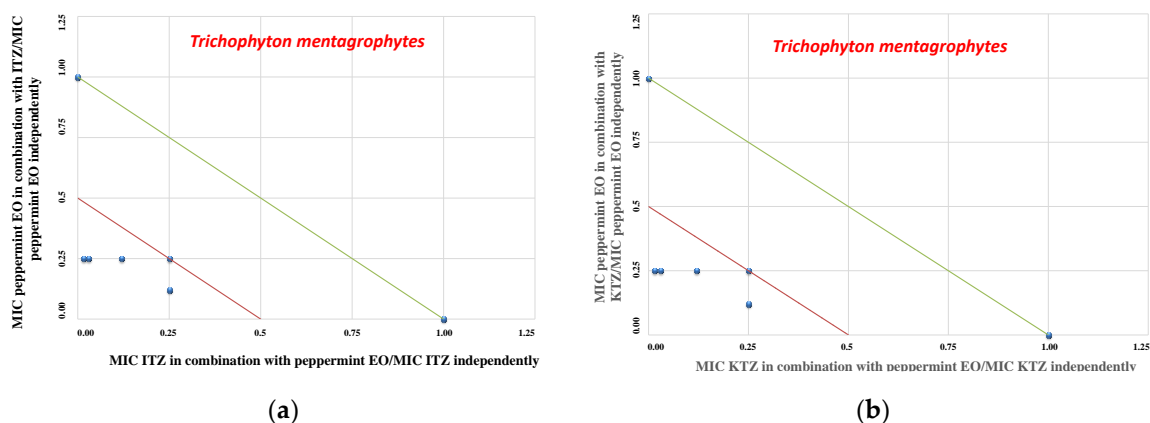 Trichophyton mentagrophytes
MIC peppermint EO in combination with ITZ/MIC
peppermint EO independently
1.25
1.00
0.75
0.5
0.25
0.00
0.00 0.25 0.5 0.75 1.00 1.25
MIC ITZ in combination with peppermint EO/MIC ITZ independently
(a)
Trichophyton mentagrophytes
MIC peppermint EO in combination with
KTZ/MIC peppermint EO independently
1.25
1.00
0.75
0.5
0.25
0.00
0.00 0.25 0.5 0.75 1.00 1.25
MIC KTZ in combination with peppermint EO/MIC KTZ independently
(b)